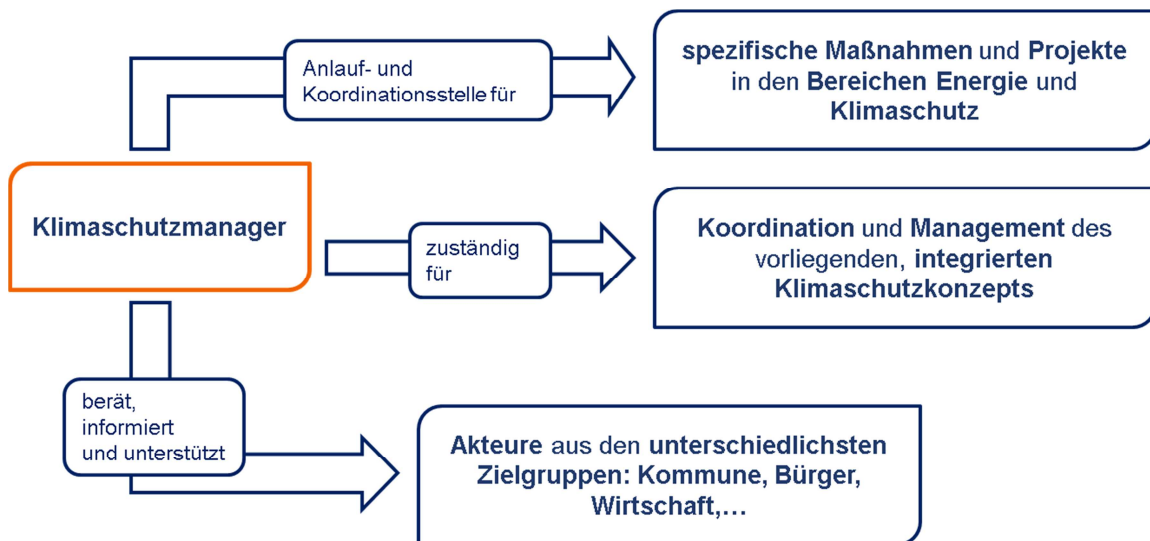 Anlauf- und
Koordinationsstelle für
spezifische Maßnahmen und Projekte
in den Bereichen Energie und
Klimaschutz
Klimaschutzmanager
zuständig
für
Koordination und Management des
vorliegenden, integrierten
Klimaschutzkonzepts
berät,
informiert
und unterstützt
Akteure aus den unterschiedlichsten
Zielgruppen: Kommune, Bürger,
Wirtschaft,…